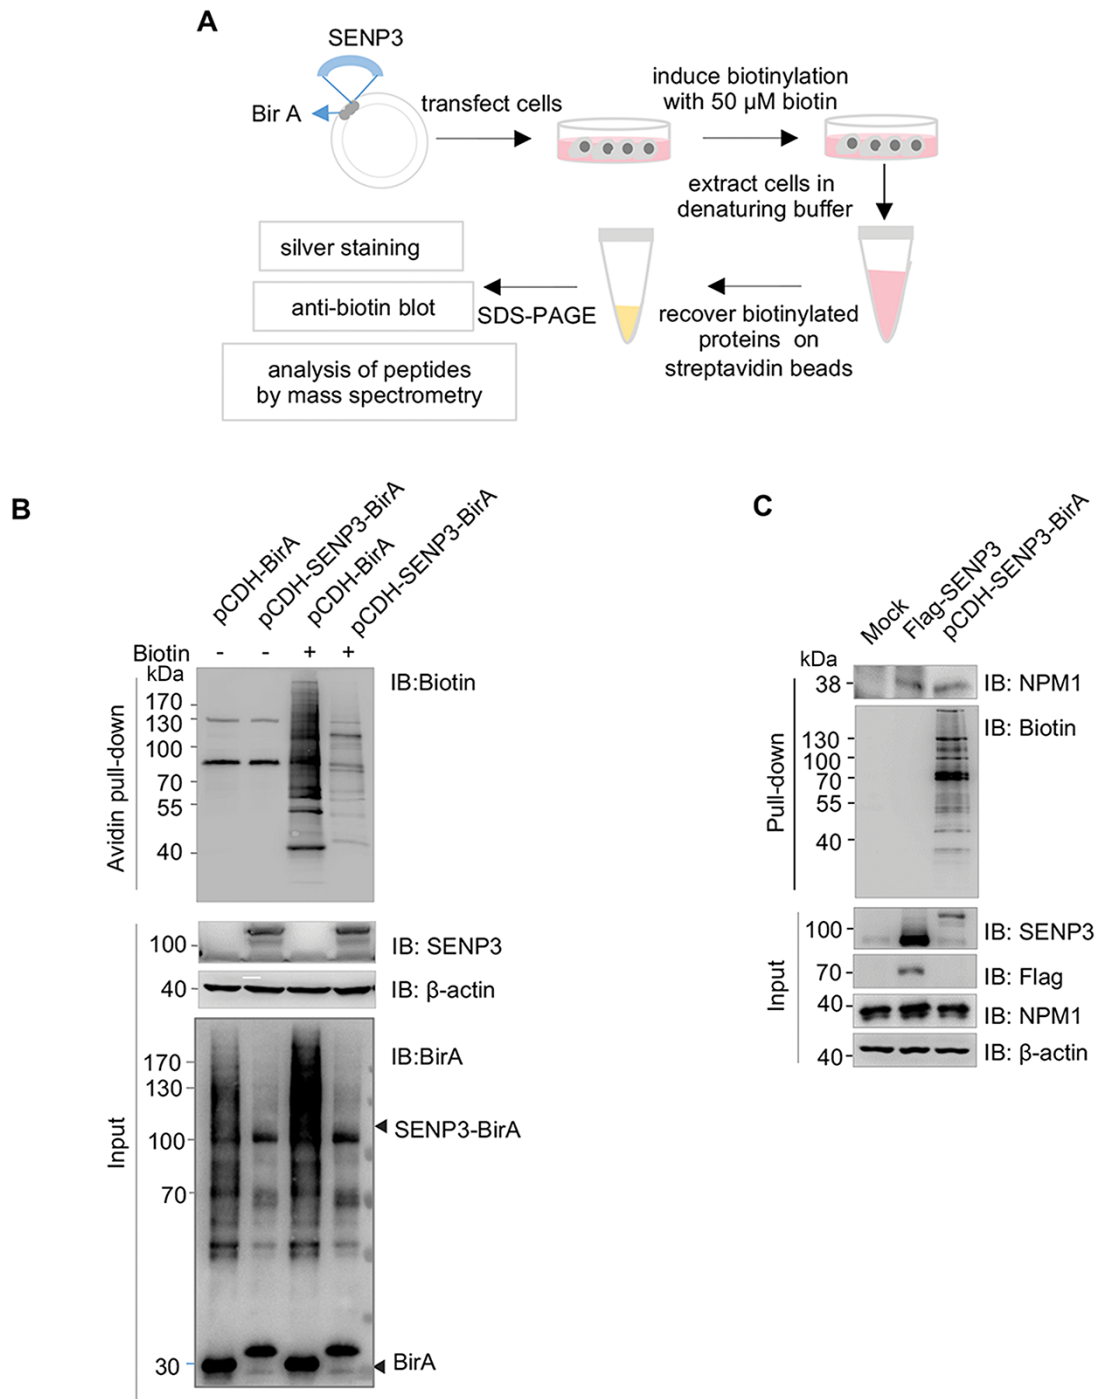 A
SENP3
Bir A
transfect cells
induce biotinylation
with 50 µM biotin
extract cells in
denaturing buffer
recover biotinylated
proteins on
streptavidin beads
SDS-PAGE
silver staining
anti-biotin blot
analysis of peptides
by mass spectrometry
B
pCDH-BirA
pCDH-SENP3-BirA
pCDH-BirA
pCDH-SENP3-BirA
Biotin - - + +
kDa
Avidin pull-down
170
130
100
70
55
40
IB:Biotin
Input
100
IB: SENP3
40
IB: β-actin
170
130
100
70
30
IB:BirA
SENP3-BirA
BirA
C
Mock
Flag-SENP3
pCDH-SENP3-BirA
kDa
Pull-down
38
IB: NPM1
130
100
70
55
40
IB: Biotin
Input
100
IB: SENP3
70
IB: Flag
40
IB: NPM1
40
IB: β-actin